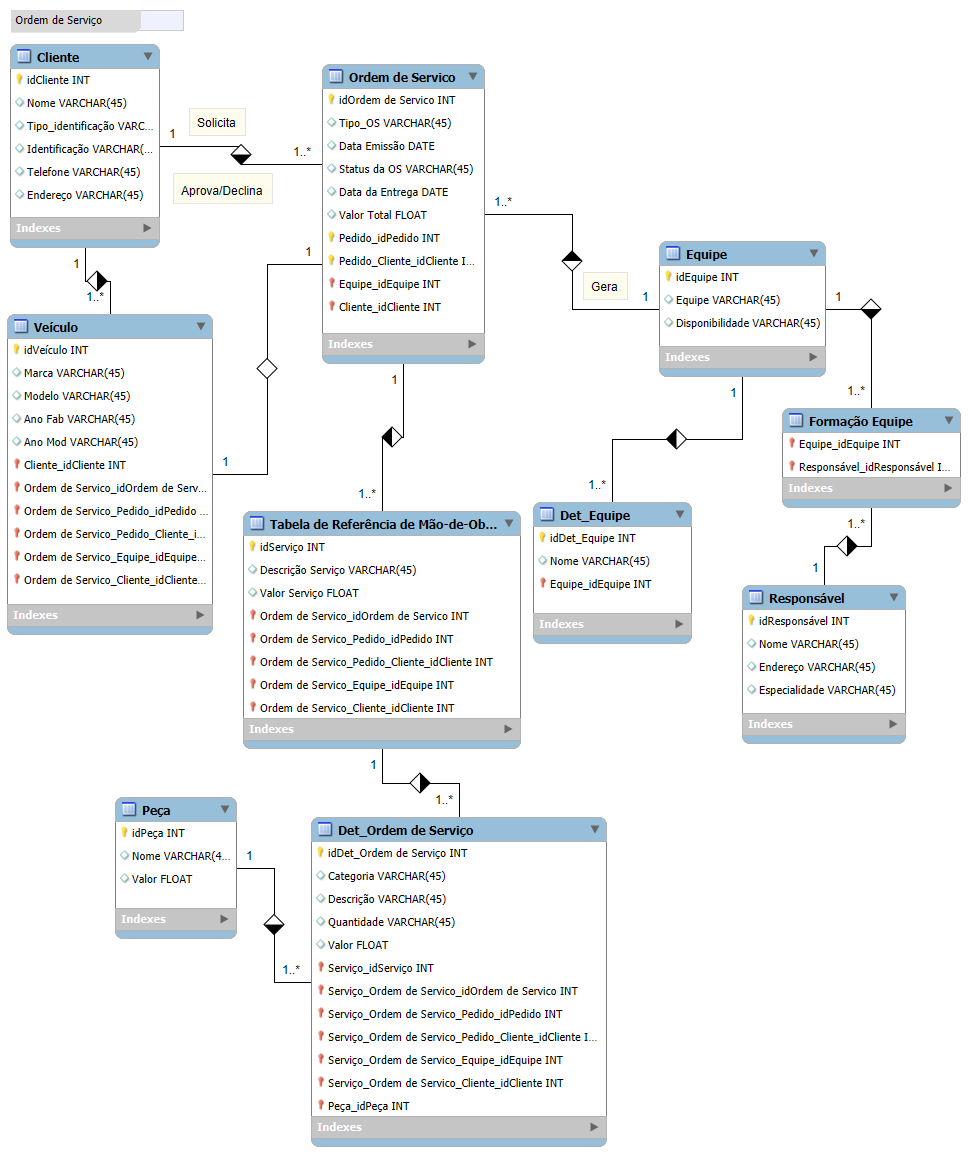 Ordem de Serviço
Cliente
idCliente INT
Nome VARCHAR(45)
Tipo_identificação VARC...
Identificação VARCHAR(...
Telefone VARCHAR(45)
Endereço VARCHAR(45)
Indexes
1
Solicita
Aprova/Declina
1..*
Ordem de Servico
idOrdem de Servico INT
Tipo_OS VARCHAR(45)
Data Emissão DATE
Status da OS VARCHAR(45)
Data da Entrega DATE
Valor Total FLOAT
Pedido_idPedido INT
Pedido_Cliente_idCliente I...
Equipe_idEquipe INT
Cliente_idCliente INT
Indexes
1..*
Gera
1
Equipe
idEquipe INT
Equipe VARCHAR(45)
Disponibilidade VARCHAR(45)
Indexes
1
1..*
1
1..*
1
1
Veículo
idVeículo INT
Marca VARCHAR(45)
Modelo VARCHAR(45)
Ano Fab VARCHAR(45)
Ano Mod VARCHAR(45)
Cliente_idCliente INT
Ordem de Servico_idOrdem de Serv...
Ordem de Servico_Pedido_idPedido ...
Ordem de Servico_Pedido_Cliente_i...
Ordem de Servico_Equipe_idEquipe...
Ordem de Servico_Cliente_idCliente...
Indexes
1
1..*
Tabela de Referência de Mão-de-Ob...
idServiço INT
Descrição Serviço VARCHAR(45)
Valor Serviço FLOAT
Ordem de Servico_idOrdem de Servico INT
Ordem de Servico_Pedido_idPedido INT
Ordem de Servico_Pedido_Cliente_idCliente INT
Ordem de Servico_Equipe_idEquipe INT
Ordem de Servico_Cliente_idCliente INT
Indexes
1
1..*
Det_Equipe
idDet_Equipe INT
Nome VARCHAR(45)
Equipe_idEquipe INT
Indexes
Formação Equipe
Equipe_idEquipe INT
Responsável_idResponsável I...
Indexes
1..*
1
Responsável
idResponsável INT
Nome VARCHAR(45)
Endereço VARCHAR(45)
Especialidade VARCHAR(45)
Indexes
1
1..*
Peça
idPeça INT
Nome VARCHAR(4...
Valor FLOAT
Indexes
1
1..*
Det_Ordem de Serviço
idDet_Ordem de Serviço INT
Categoria VARCHAR(45)
Descrição VARCHAR(45)
Quantidade VARCHAR(45)
Valor FLOAT
Serviço_idServiço INT
Serviço_Ordem de Servico_idOrdem de Servico INT
Serviço_Ordem de Servico_Pedido_idPedido INT
Serviço_Ordem de Servico_Pedido_Cliente_idCliente I...
Serviço_Ordem de Servico_Equipe_idEquipe INT
Serviço_Ordem de Servico_Cliente_idCliente INT
Peça_idPeça INT
Indexes